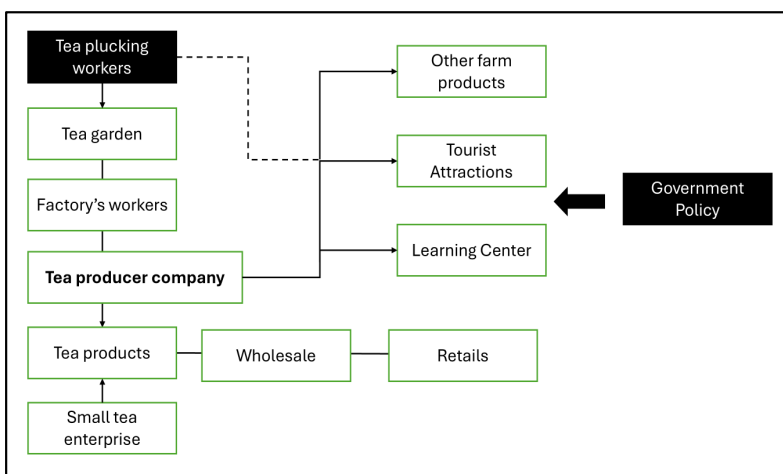 Tea plucking
workers
Other farm
products
Tea garden
Tourist
Attractions
Government
Policy
Factory's workers
Learning Center
Tea producer company
Tea products
Wholesale
Retails
Small tea
enterprise